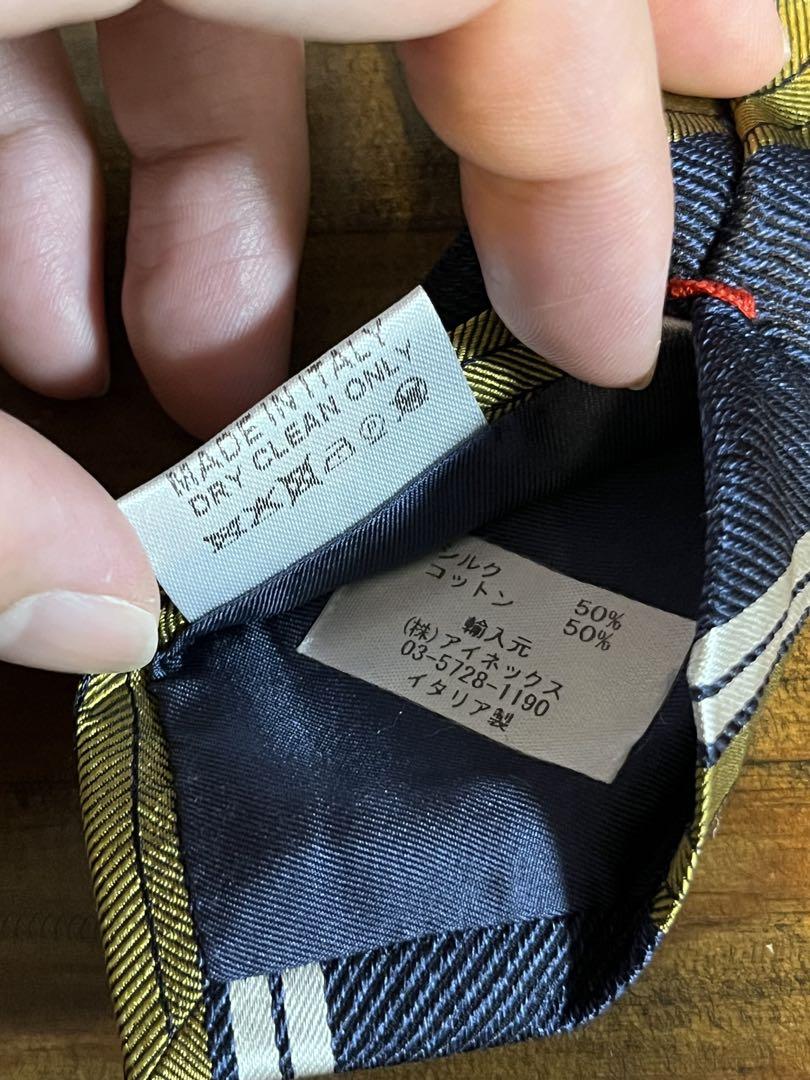 MADE IN ITALY
DRY CLEAN ONLY
シルク 50%
コットン 50%
輸入元
(株)アイネックス
03-5728-1190
イタリア製